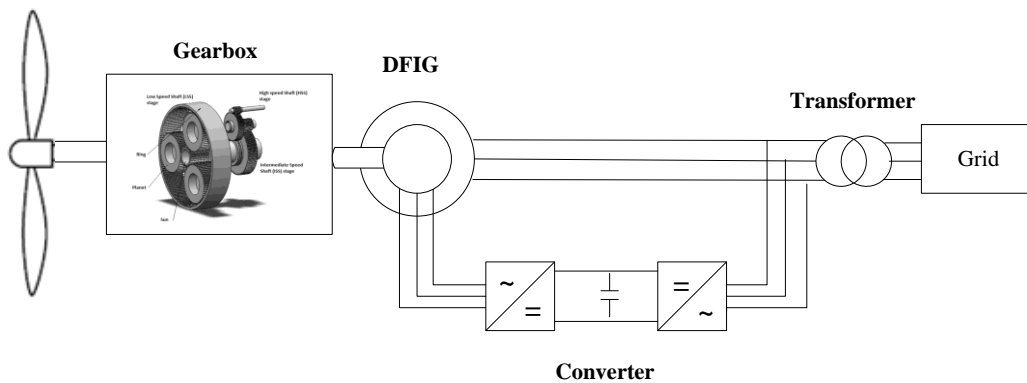 Gearbox
DFIG
Transformer
Low Speed Shaft (LSS)
stage
High speed Shaft (HSS)
stage
Ring
Planet
Sun
Intermediate Speed
Shaft (ISS) stage
Grid
~
=
=
~
Converter